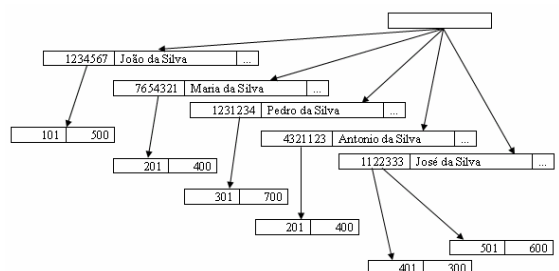 1234567 João da Silva ...
7654321 Maria da Silva ...
1231234 Pedro da Silva ...
101 500
4321123 Antonio da Silva ...
201 400
1122333 José da Silva ...
301 700
201 400
501 600
401 300